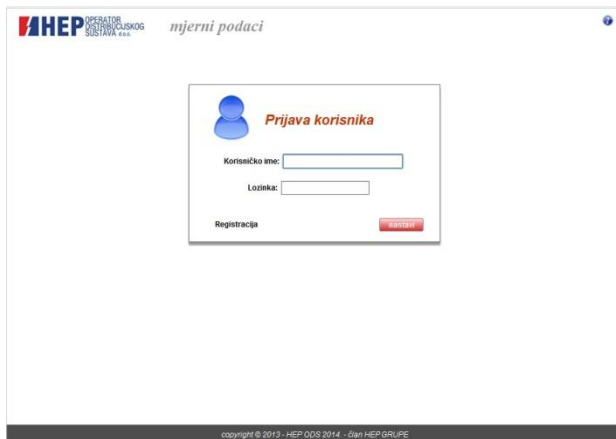 HEP OPERATOR
DISTRIBUCIJSKOG
SUSTAVA d.o.o.
mjerni podaci
?
Prijava korisnika
Korisničko ime:
Lozinka:
Registracija
nastavi
copyright © 2013 - HEP ODS 2014. - član HEP GRUPE